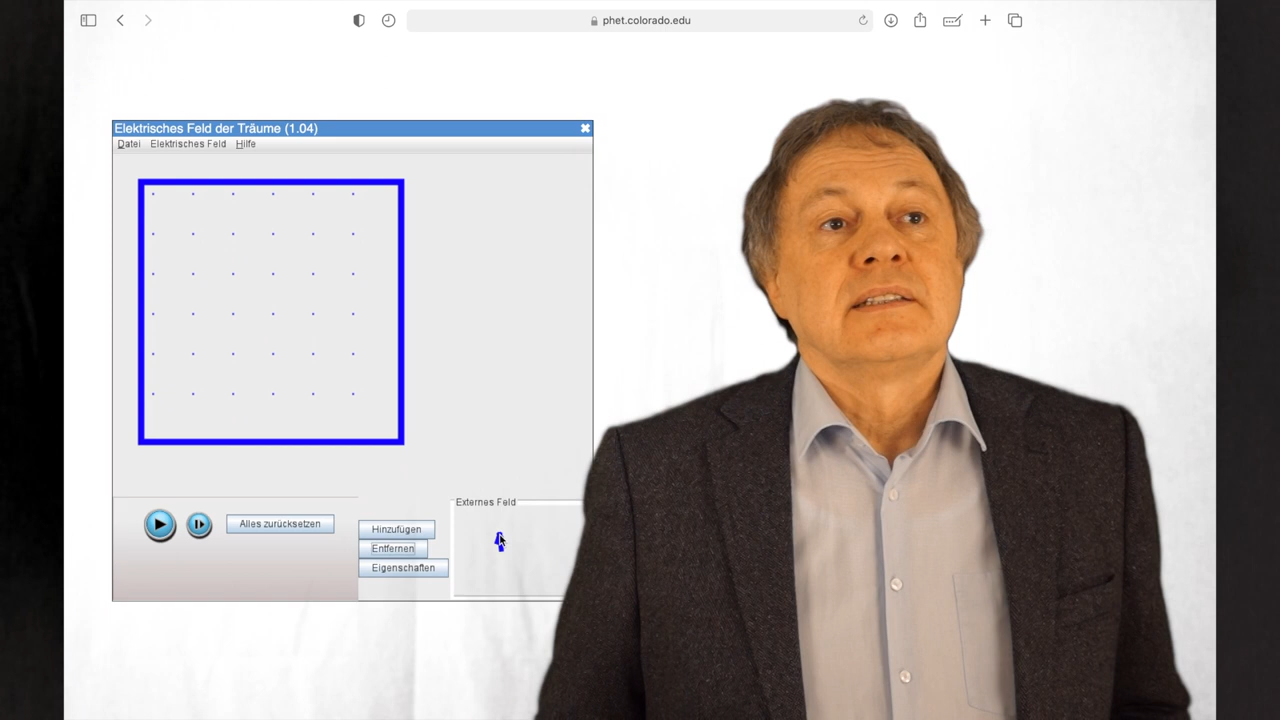 phet.colorado.edu
Elektrisches Feld der Träume (1.04)
Datei Elektrisches Feld Hilfe
Alles zurücksetzen
Hinzufügen
Entfernen
Eigenschaften
Externes Feld